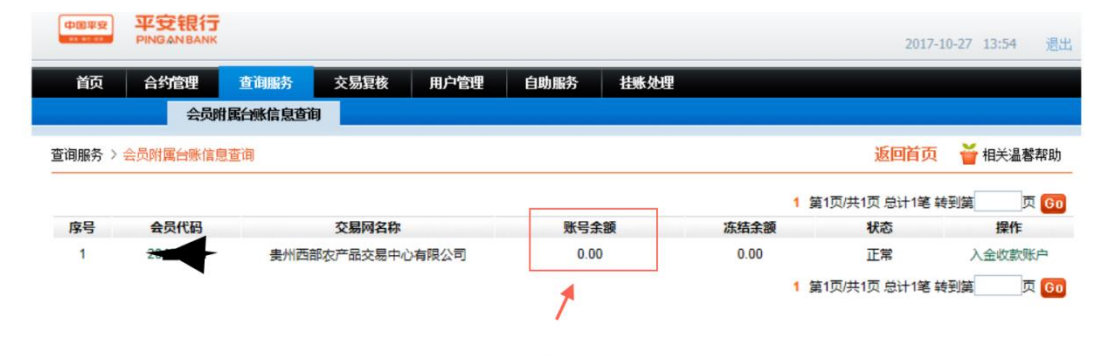 中国平安 平安银行
PING AN BANK
2017-10-27 13:54 退出
首页 合约管理 查询服务 交易复核 用户管理 自助服务 挂账处理
会员附属台账信息查询
查询服务 > 会员附属台账信息查询 返回首页 相关温馨帮助
1 第1页/共1页 总计1笔 转到第 页 Go
序号 会员代码 交易网名称 账号余额 冻结余额 状态 操作
1 贵州西部农产品交易中心有限公司 0.00 0.00 正常 入金收款账户
1 第1页/共1页 总计1笔 转到第 页 Go